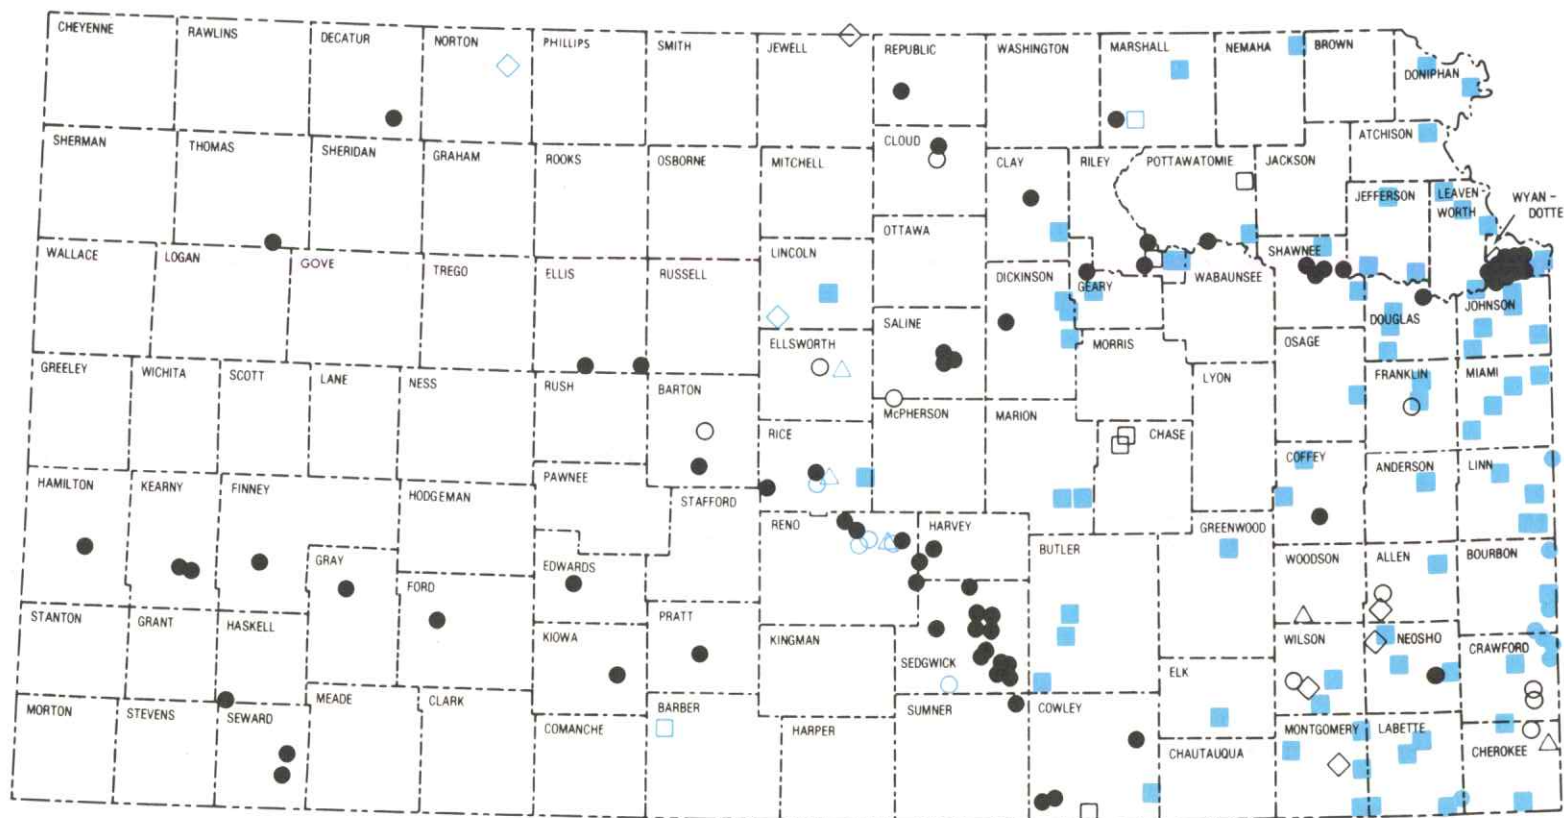 CHEYENNE
RAWLINS
DECATUR
NORTON
PHILLIPS
SMITH
JEWELL
REPUBLIC
WASHINGTON
MARSHALL
NEMAHA
BROWN
DONIPHAN
SHERMAN
THOMAS
SHERIDAN
GRAHAM
ROOKS
OSBORNE
MITCHELL
CLOUD
CLAY
RILEY
POTTAWATOMIE
JACKSON
ATCHISON
JEFFERSON
LEAVEN-
WORTH
WYAN-
DOTTE
WALLACE
LOGAN
GOVE
TREGO
ELLIS
RUSSELL
LINCOLN
OTTAWA
DICKINSON
GEARY
WABAUNSEE
SHAWNEE
DOUGLAS
JOHNSON
GREELEY
WICHITA
SCOTT
LANE
NESS
RUSH
BARTON
ELLSWORTH
SALINE
MORRIS
LYON
OSAGE
FRANKLIN
MIAMI
HAMILTON
KEARNY
FINNEY
HODGEMAN
PAWNEE
STAFFORD
RICE
McPHERSON
MARION
CHASE
COFFEY
ANDERSON
LINN
STANTON
GRANT
HASKELL
GRAY
FORD
EDWARDS
KIOWA
PRATT
RENO
HARVEY
BUTLER
GREENWOOD
WOODSON
ALLEN
BOURBON
MORTON
STEVENS
SEWARD
MEADE
CLARK
COMANCHE
BARBER
KINGMAN
HARPER
SEDGWICK
SUMNER
COWLEY
ELK
CHAUTAUQUA
WILSON
NEOSHO
CRAWFORD
MONTGOMERY
LABETTE
CHEROKEE